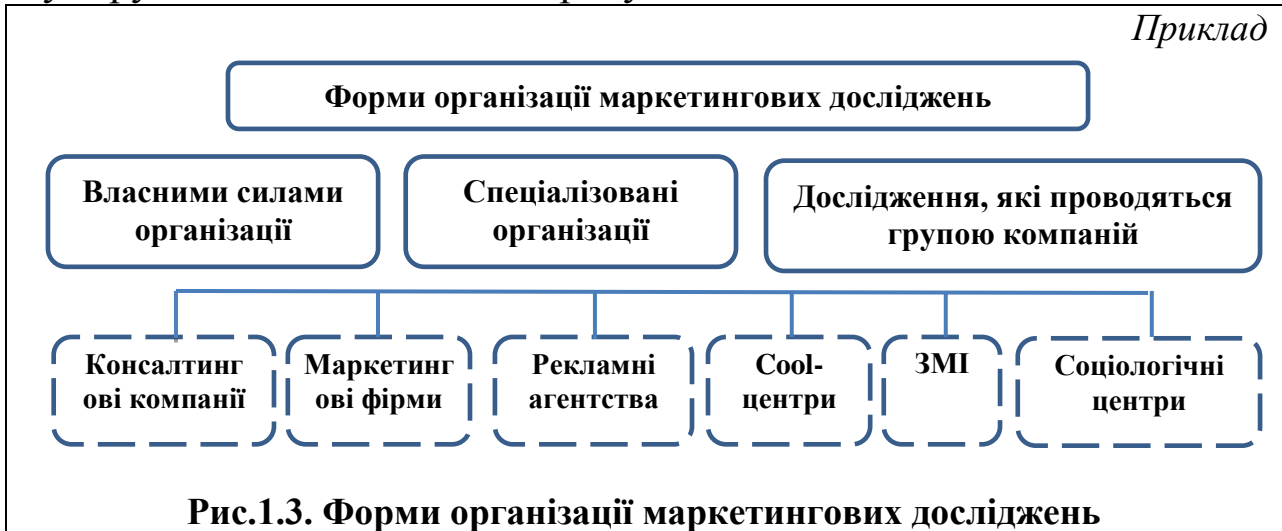 Приклад
Форми організації маркетингових досліджень
Власними силами
організації
Спеціалізовані
організації
Дослідження, які проводяться
групою компаній
Консалтинг
ові компанії
Маркетинг
ові фірми
Рекламні
агентства
Cool-
центри
ЗМІ
Соціологічні
центри
Рис.1.3. Форми організації маркетингових досліджень